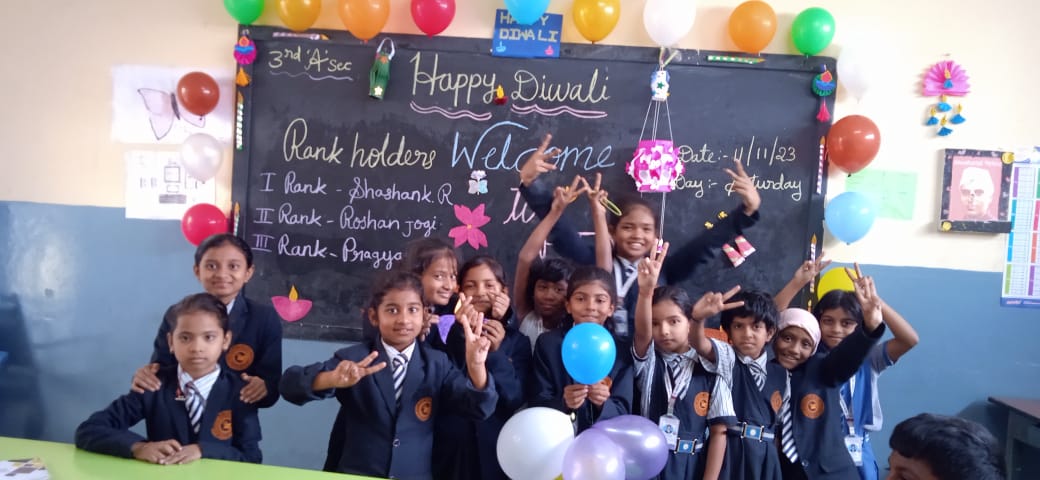 HAPPY
DIWALI
3rd 'A' sec
Happy Diwali
Rank holders
Welcome
I Rank - Shashank. R
II Rank - Roshan jogi
III Rank - Pragya
Date:- 11/11/23
Day:- Saturday